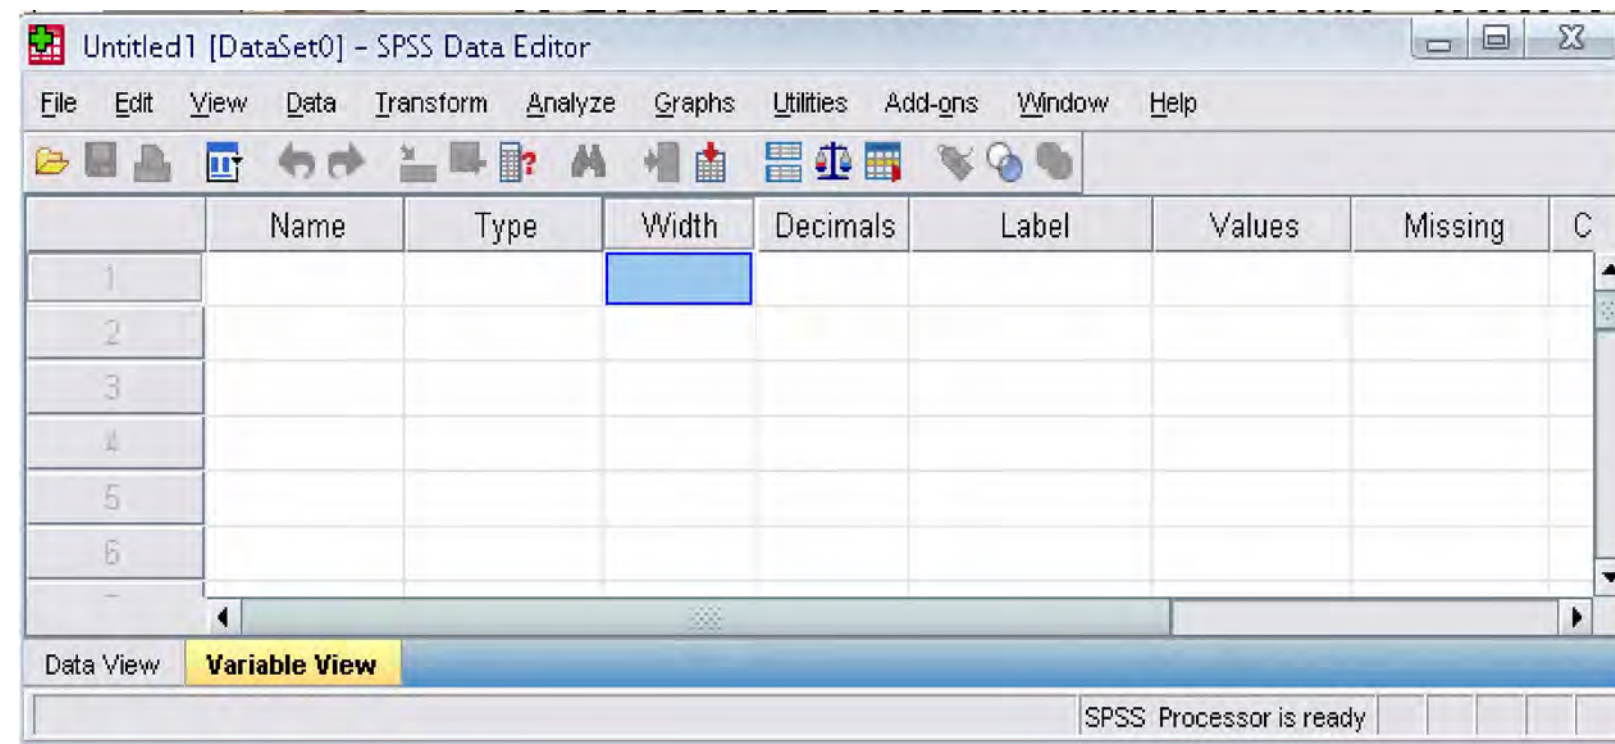 Untitled1 [DataSet0] - SPSS Data Editor
File Edit View Data Transform Analyze Graphs Utilities Add-ons Window Help
Name Type Width Decimals Label Values Missing C
1
2
3
4
5
6
Data View Variable View
SPSS Processor is ready